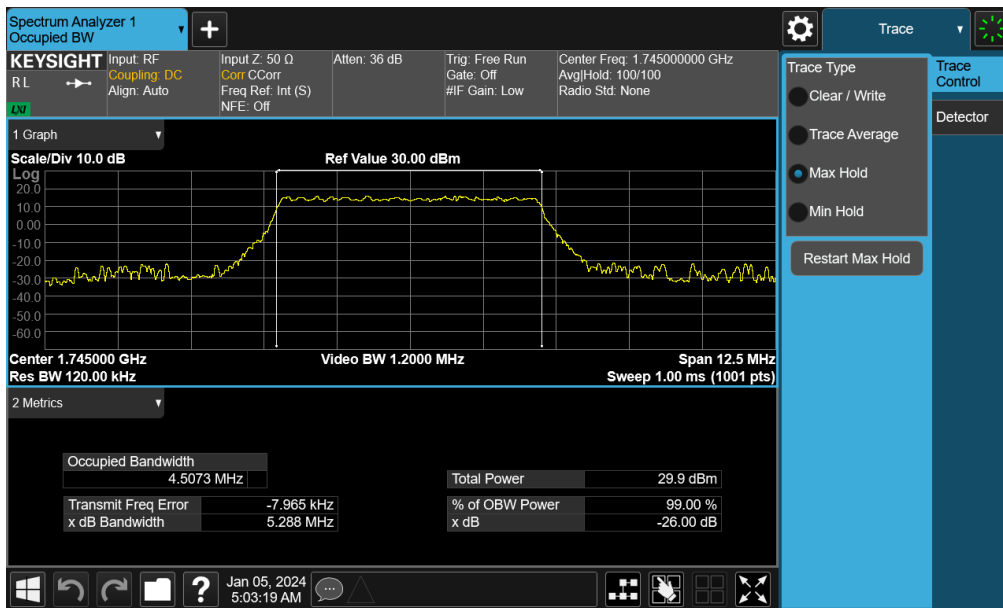 Spectrum Analyzer 1
Occupied BW
Trace
KEYSIGHT
R L
LXI
Input: RF
Coupling: DC
Align: Auto
Input Z: 50 Ω
Corr CCorr
Freq Ref: Int (S)
NFE: Off
Atten: 36 dB
Trig: Free Run
Gate: Off
#IF Gain: Low
Center Freq: 1.745000000 GHz
Avg|Hold: 100/100
Radio Std: None
Trace Type
Clear / Write
Trace Average
Max Hold
Min Hold
Restart Max Hold
Trace
Control
Detector
1 Graph
Scale/Div 10.0 dB
Ref Value 30.00 dBm
Log
20.0
10.0
0.00
-10.0
-20.0
-30.0
-40.0
-50.0
-60.0
Center 1.745000 GHz
Video BW 1.2000 MHz
Span 12.5 MHz
Res BW 120.00 kHz
Sweep 1.00 ms (1001 pts)
2 Metrics
Occupied Bandwidth
4.5073 MHz
Total Power 29.9 dBm
Transmit Freq Error -7.965 kHz
% of OBW Power 99.00 %
x dB Bandwidth 5.288 MHz
x dB -26.00 dB
?
Jan 05, 2024
5:03:19 AM